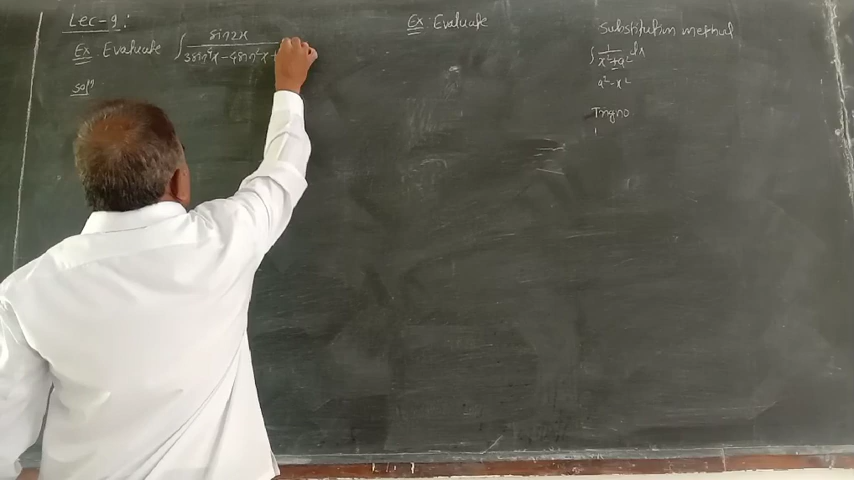 Lec-9:
Ex Evaluate ∫ sin2x / 3sin⁴x-4sin²x+
Solⁿ
Ex Evaluate
Substitution method
∫ 1/x²+a² dx
a²-x²
Trigno